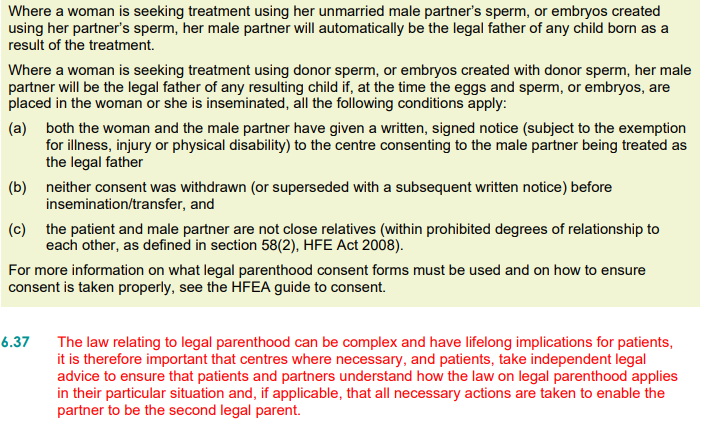 Where a woman is seeking treatment using her unmarried male partner's sperm, or embryos created
using her partner's sperm, her male partner will automatically be the legal father of any child born as a
result of the treatment.
Where a woman is seeking treatment using donor sperm, or embryos created with donor sperm, her male
partner will be the legal father of any resulting child if, at the time the eggs and sperm, or embryos, are
placed in the woman or she is inseminated, all the following conditions apply:
(a) both the woman and the male partner have given a written, signed notice (subject to the exemption
for illness, injury or physical disability) to the centre consenting to the male partner being treated as
the legal father
(b) neither consent was withdrawn (or superseded with a subsequent written notice) before
insemination/transfer, and
(c) the patient and male partner are not close relatives (within prohibited degrees of relationship to
each other, as defined in section 58(2), HFE Act 2008).
For more information on what legal parenthood consent forms must be used and on how to ensure
consent is taken properly, see the HFEA guide to consent.
6.37 The law relating to legal parenthood can be complex and have lifelong implications for patients,
it is therefore important that centres where necessary, and patients, take independent legal
advice to ensure that patients and partners understand how the law on legal parenthood applies
in their particular situation and, if applicable, that all necessary actions are taken to enable the
partner to be the second legal parent.